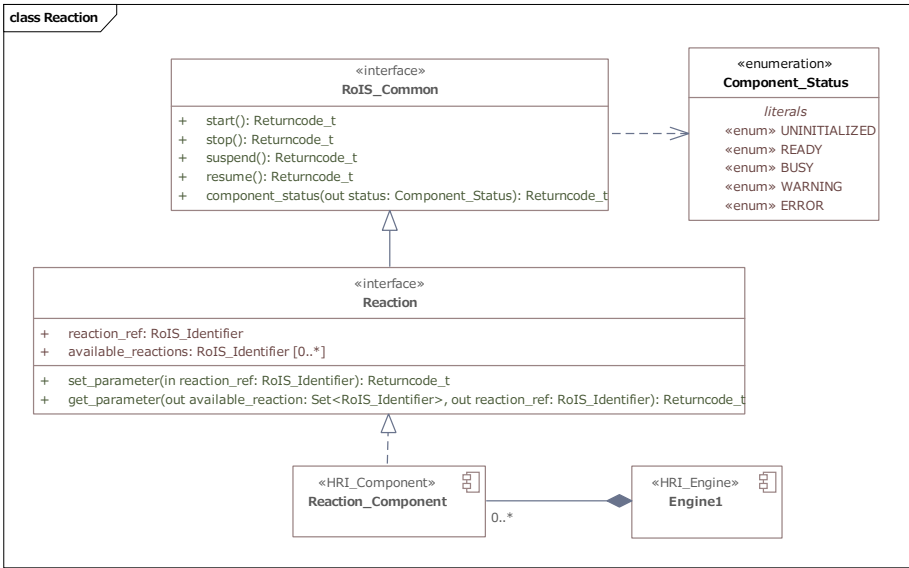 class Reaction
«interface»
RoIS_Common
+ start(): Returncode_t
+ stop(): Returncode_t
+ suspend(): Returncode_t
+ resume(): Returncode_t
+ component_status(out status: Component_Status): Returncode_t
«enumeration»
Component_Status
literals
«enum» UNINITIALIZED
«enum» READY
«enum» BUSY
«enum» WARNING
«enum» ERROR
«interface»
Reaction
+ reaction_ref: RoIS_Identifier
+ available_reactions: RoIS_Identifier [0..*]
+ set_parameter(in reaction_ref: RoIS_Identifier): Returncode_t
+ get_parameter(out available_reaction: Set<RoIS_Identifier>, out reaction_ref: RoIS_Identifier): Returncode_t
«HRI_Component»
Reaction_Component
0..*
«HRI_Engine»
Engine1